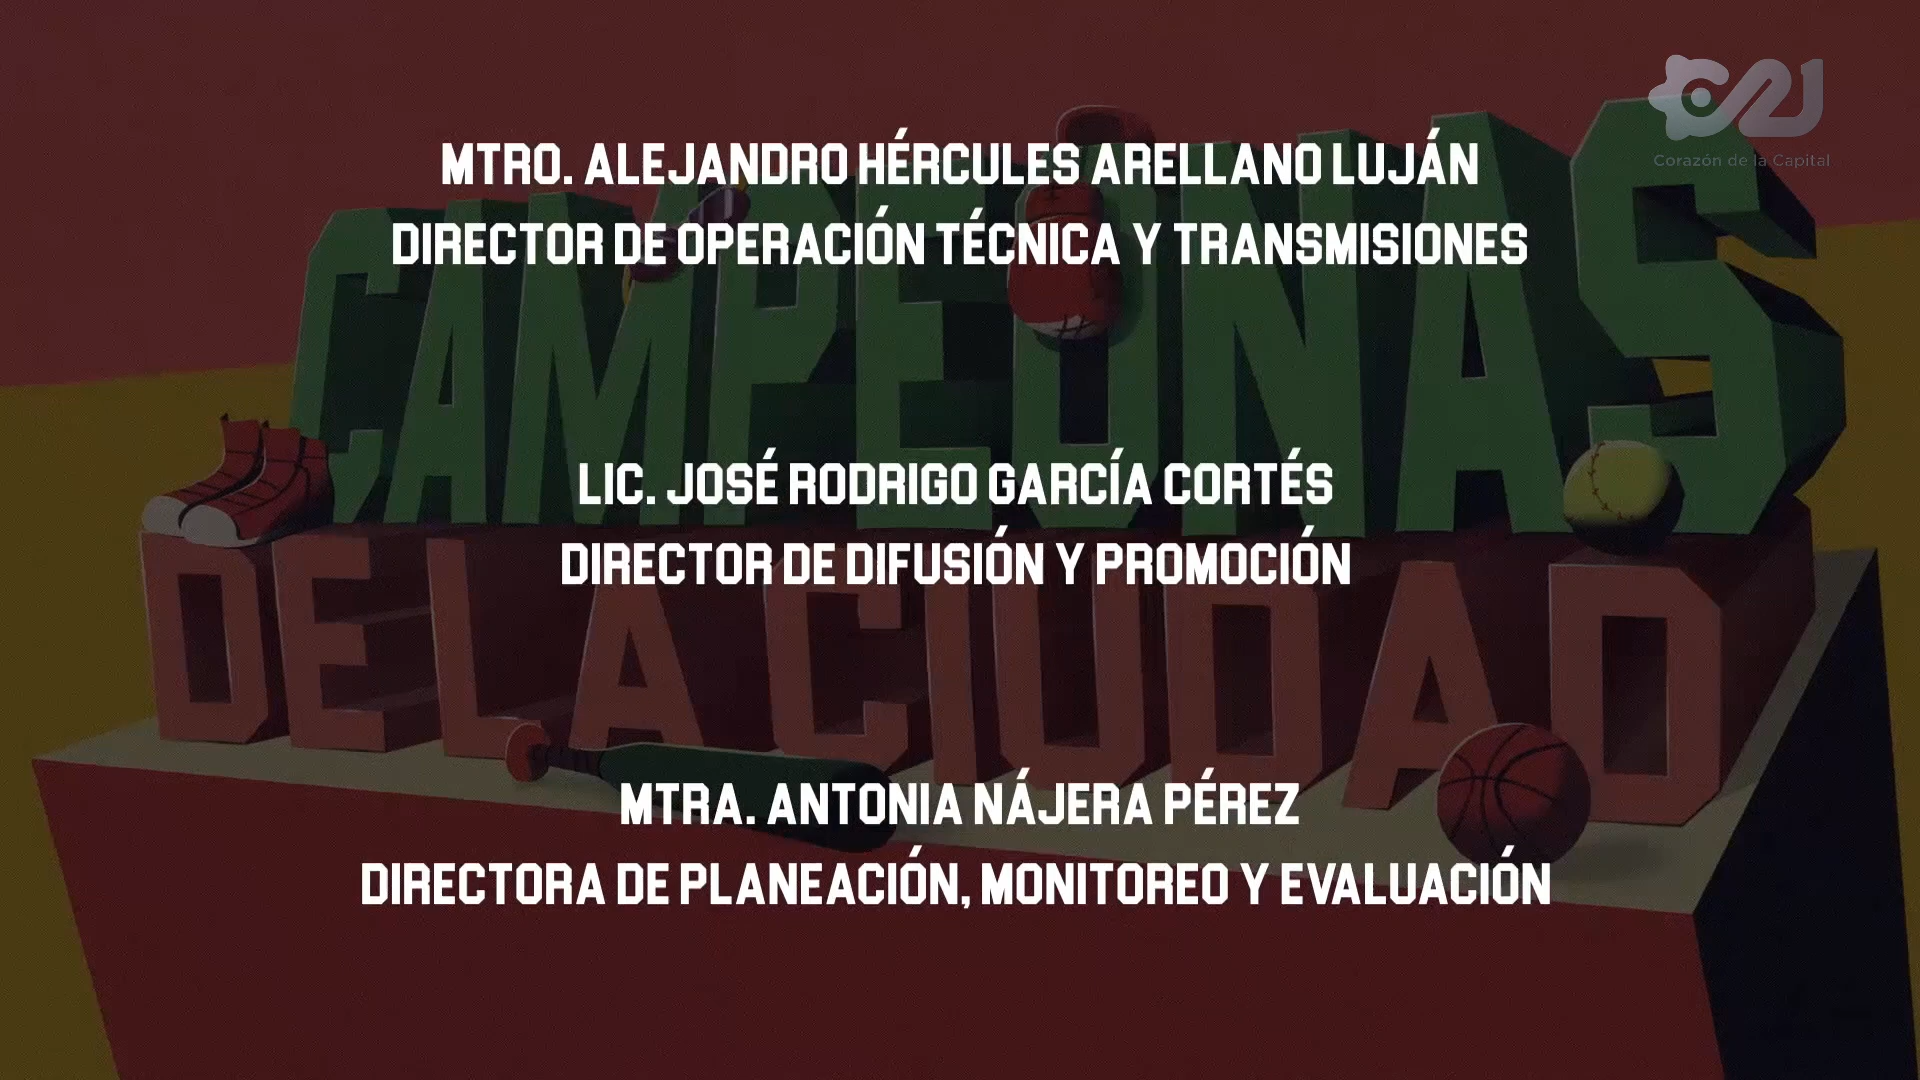 C21
Corazón de la Capital
MTRO. ALEJANDRO HÉRCULES ARELLANO LUJÁN
DIRECTOR DE OPERACIÓN TÉCNICA Y TRANSMISIONES
LIC. JOSÉ RODRIGO GARCÍA CORTÉS
DIRECTOR DE DIFUSIÓN Y PROMOCIÓN
MTRA. ANTONIA NÁJERA PÉREZ
DIRECTORA DE PLANEACIÓN, MONITOREO Y EVALUACIÓN
CAMPEONAS
DE LA CIUDAD